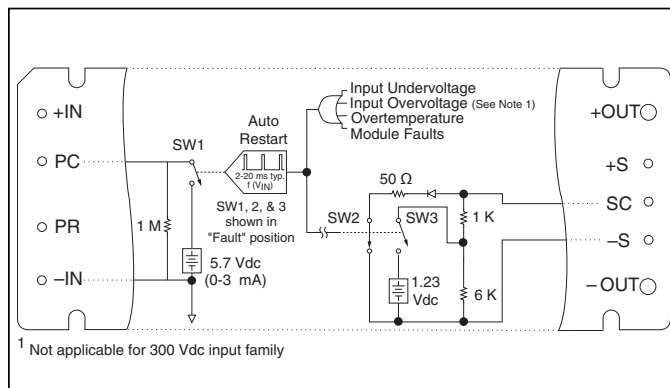 +IN
PC
PR
–IN
SW1
1 M
5.7 Vdc
(0-3 mA)
Auto
Restart
2-20 ms typ.
f (VIN)
SW1, 2, & 3
shown in
"Fault" position
Input Undervoltage
Input Overvoltage (See Note 1)
Overtemperature
Module Faults
50 Ω
SW2
SW3
1 K
1.23
Vdc
6 K
+OUT
+S
SC
–S
–OUT
1 Not applicable for 300 Vdc input family